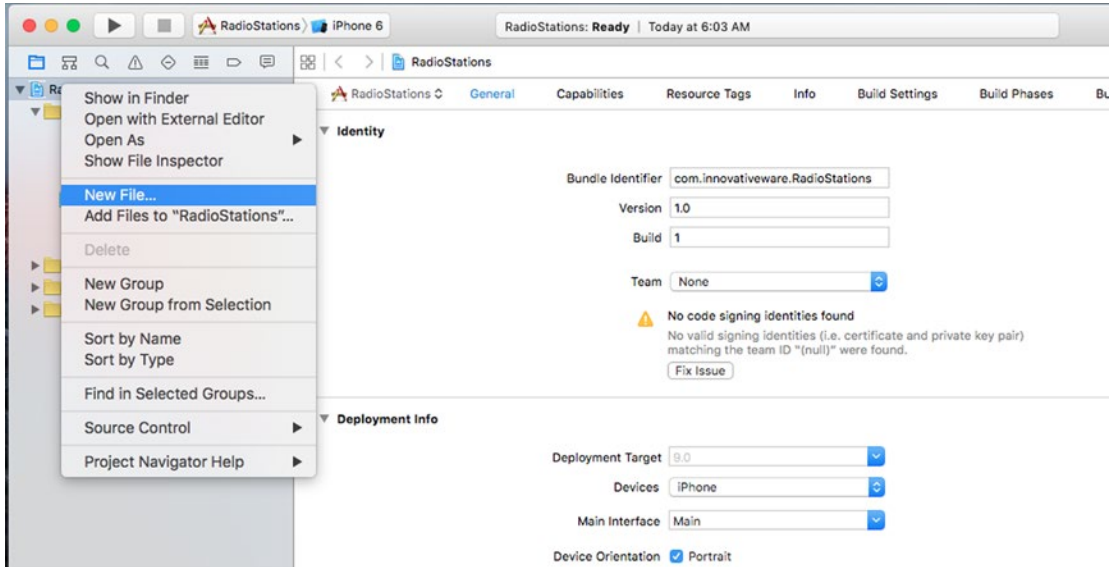 RadioStations iPhone 6
RadioStations: Ready | Today at 6:03 AM
RadioStations
RadioStations General Capabilities Resource Tags Info Build Settings Build Phases
Show in Finder
Open with External Editor
Open As
Show File Inspector
New File...
Add Files to “RadioStations”...
Delete
New Group
New Group from Selection
Sort by Name
Sort by Type
Find in Selected Groups...
Source Control
Project Navigator Help
Identity
Bundle Identifier com.innovativeware.RadioStations
Version 1.0
Build 1
Team None
No code signing identities found
No valid signing identities (i.e. certificate and private key pair)
matching the team ID "(null)" were found.
Fix Issue
Deployment Info
Deployment Target 9.0
Devices iPhone
Main Interface Main
Device Orientation Portrait